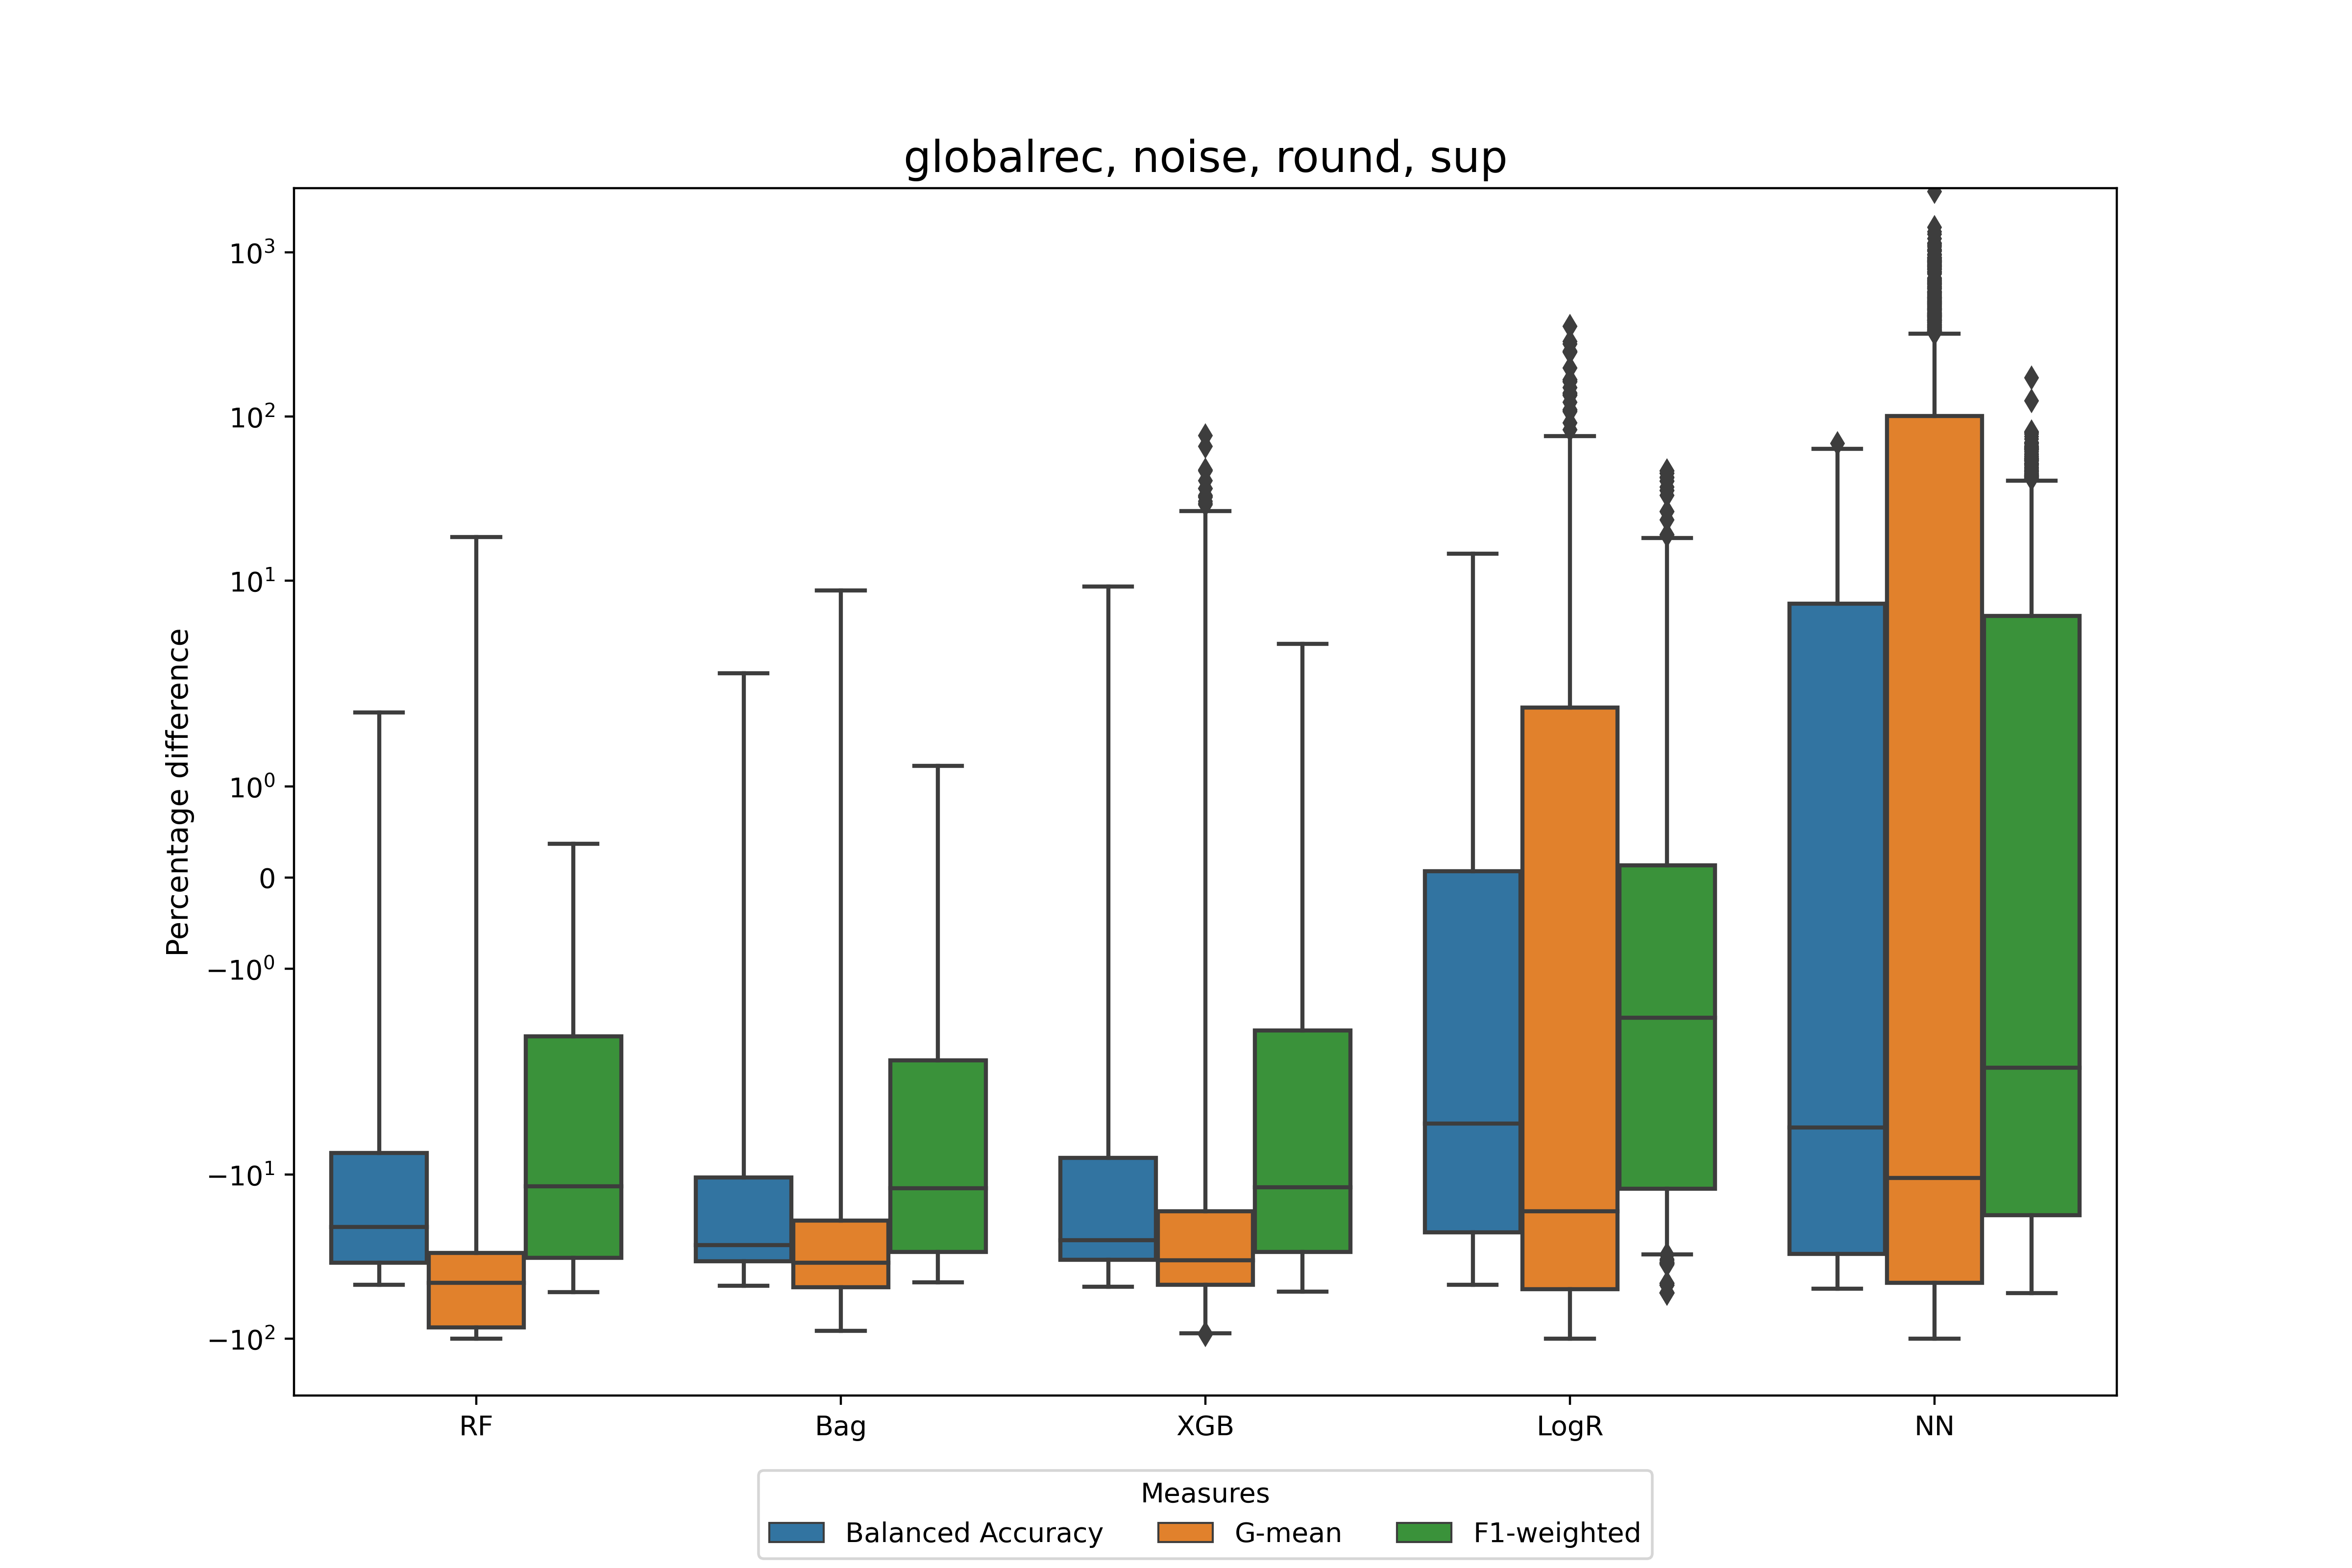 globalrec, noise, round, sup
Percentage difference
10³
10²
10¹
10⁰
0
−10⁰
−10¹
−10²
RF Bag XGB LogR NN
Measures
Balanced Accuracy G-mean F1-weighted